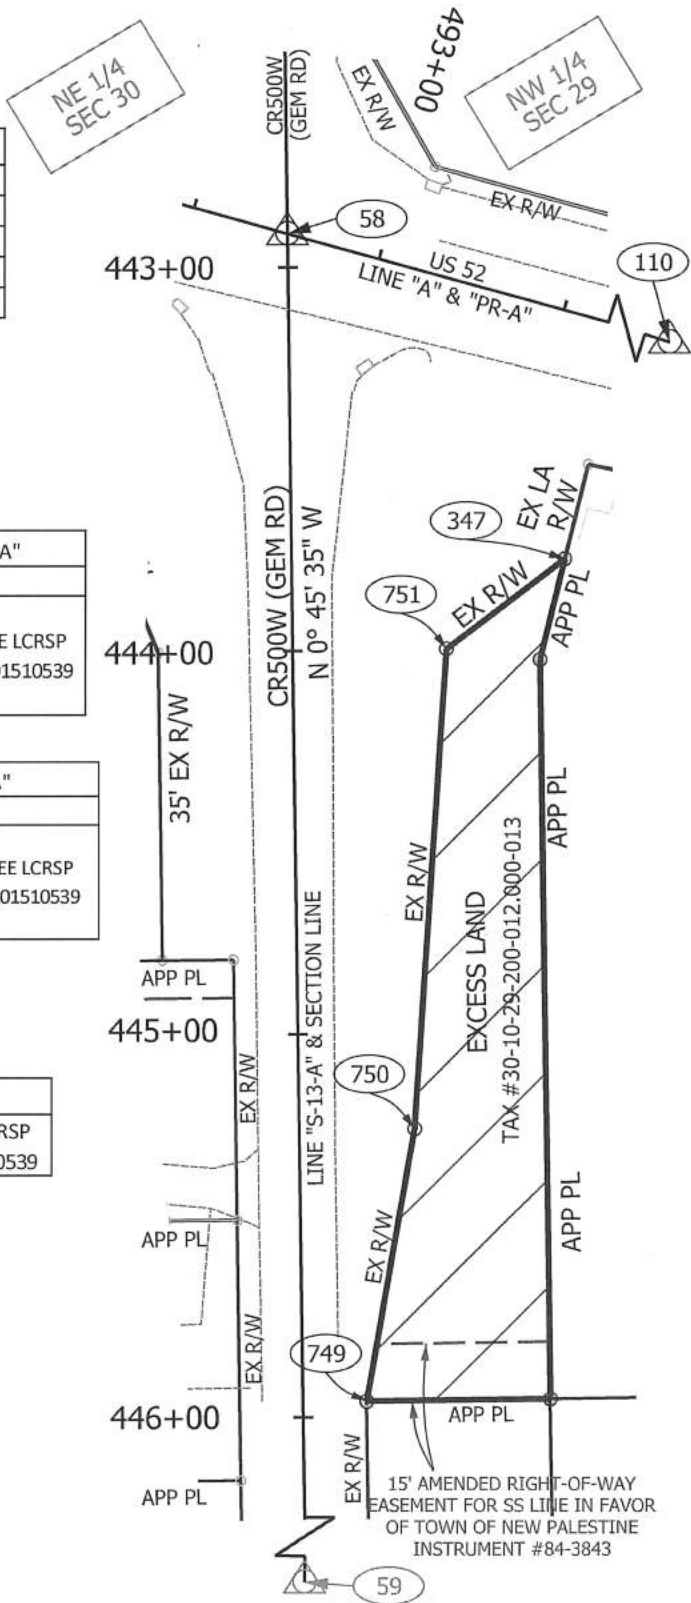 NE 1/4
SEC 30
CR500W
(GEM RD)
EX R/W
493+00
NW 1/4
SEC 29
EX R/W
58
443+00
US 52
LINE "A" & "PR-A"
110
EX LA
R/W
347
A"
EX R/W
APP PL
751
CR500W (GEM RD)
N 0° 45' 35" W
E LCRSP
01510539
444+00
35' EX R/W
"
APP PL
EE LCRSP
01510539
EX R/W
EXCESS LAND
TAX #30-10-29-200-012.000-013
LINE "S-13-A" & SECTION LINE
APP PL
445+00
EX R/W
750
RSP
0539
APP PL
APP PL
EX R/W
EX R/W
749
446+00
APP PL
EX R/W
APP PL
15' AMENDED RIGHT-OF-WAY
EASEMENT FOR SS LINE IN FAVOR
OF TOWN OF NEW PALESTINE
INSTRUMENT #84-3843
59